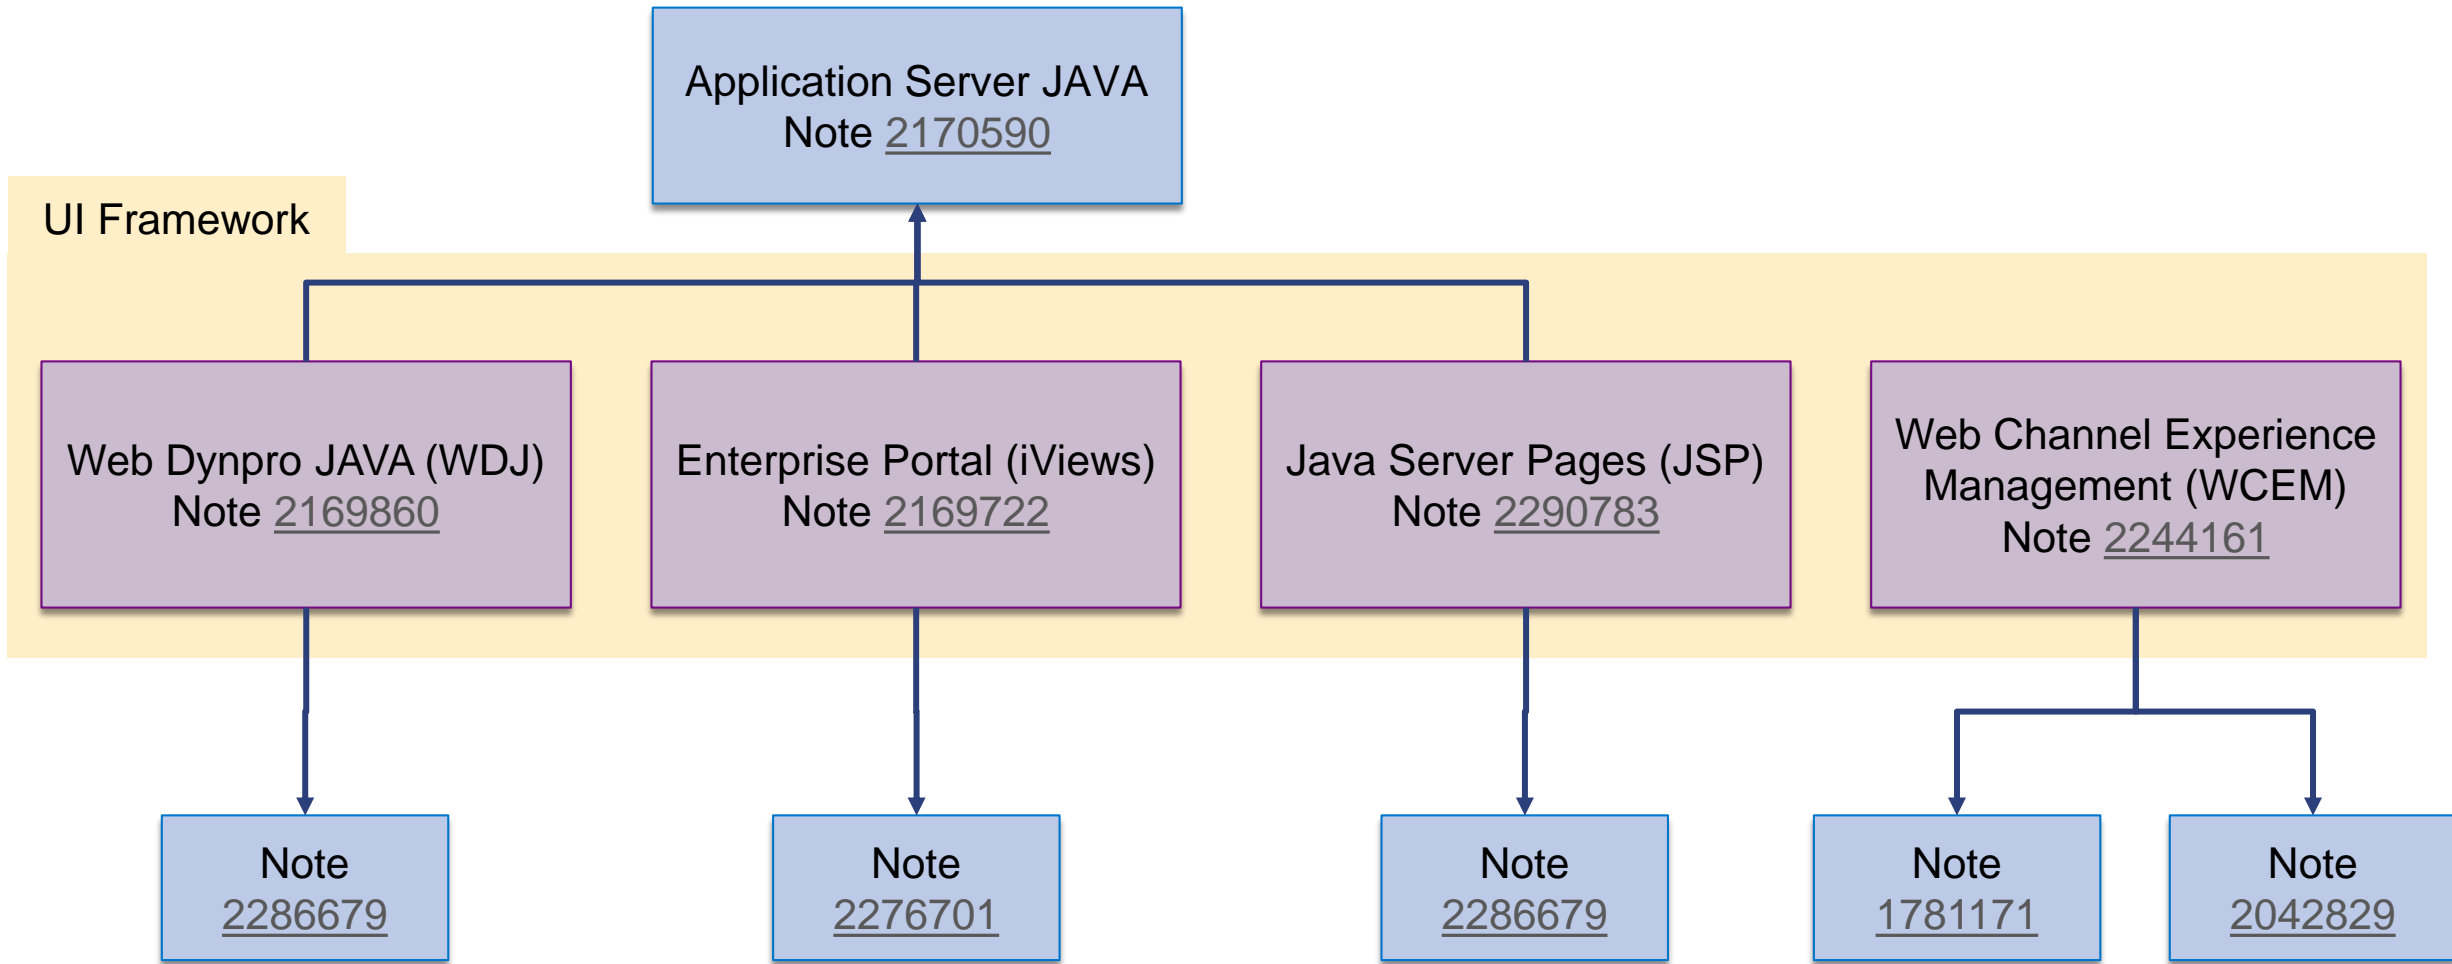 Application Server JAVA
Note 2170590
UI Framework
Web Dynpro JAVA (WDJ)
Note 2169860
Enterprise Portal (iViews)
Note 2169722
Java Server Pages (JSP)
Note 2290783
Web Channel Experience
Management (WCEM)
Note 2244161
Note
2286679
Note
2276701
Note
2286679
Note
1781171
Note
2042829